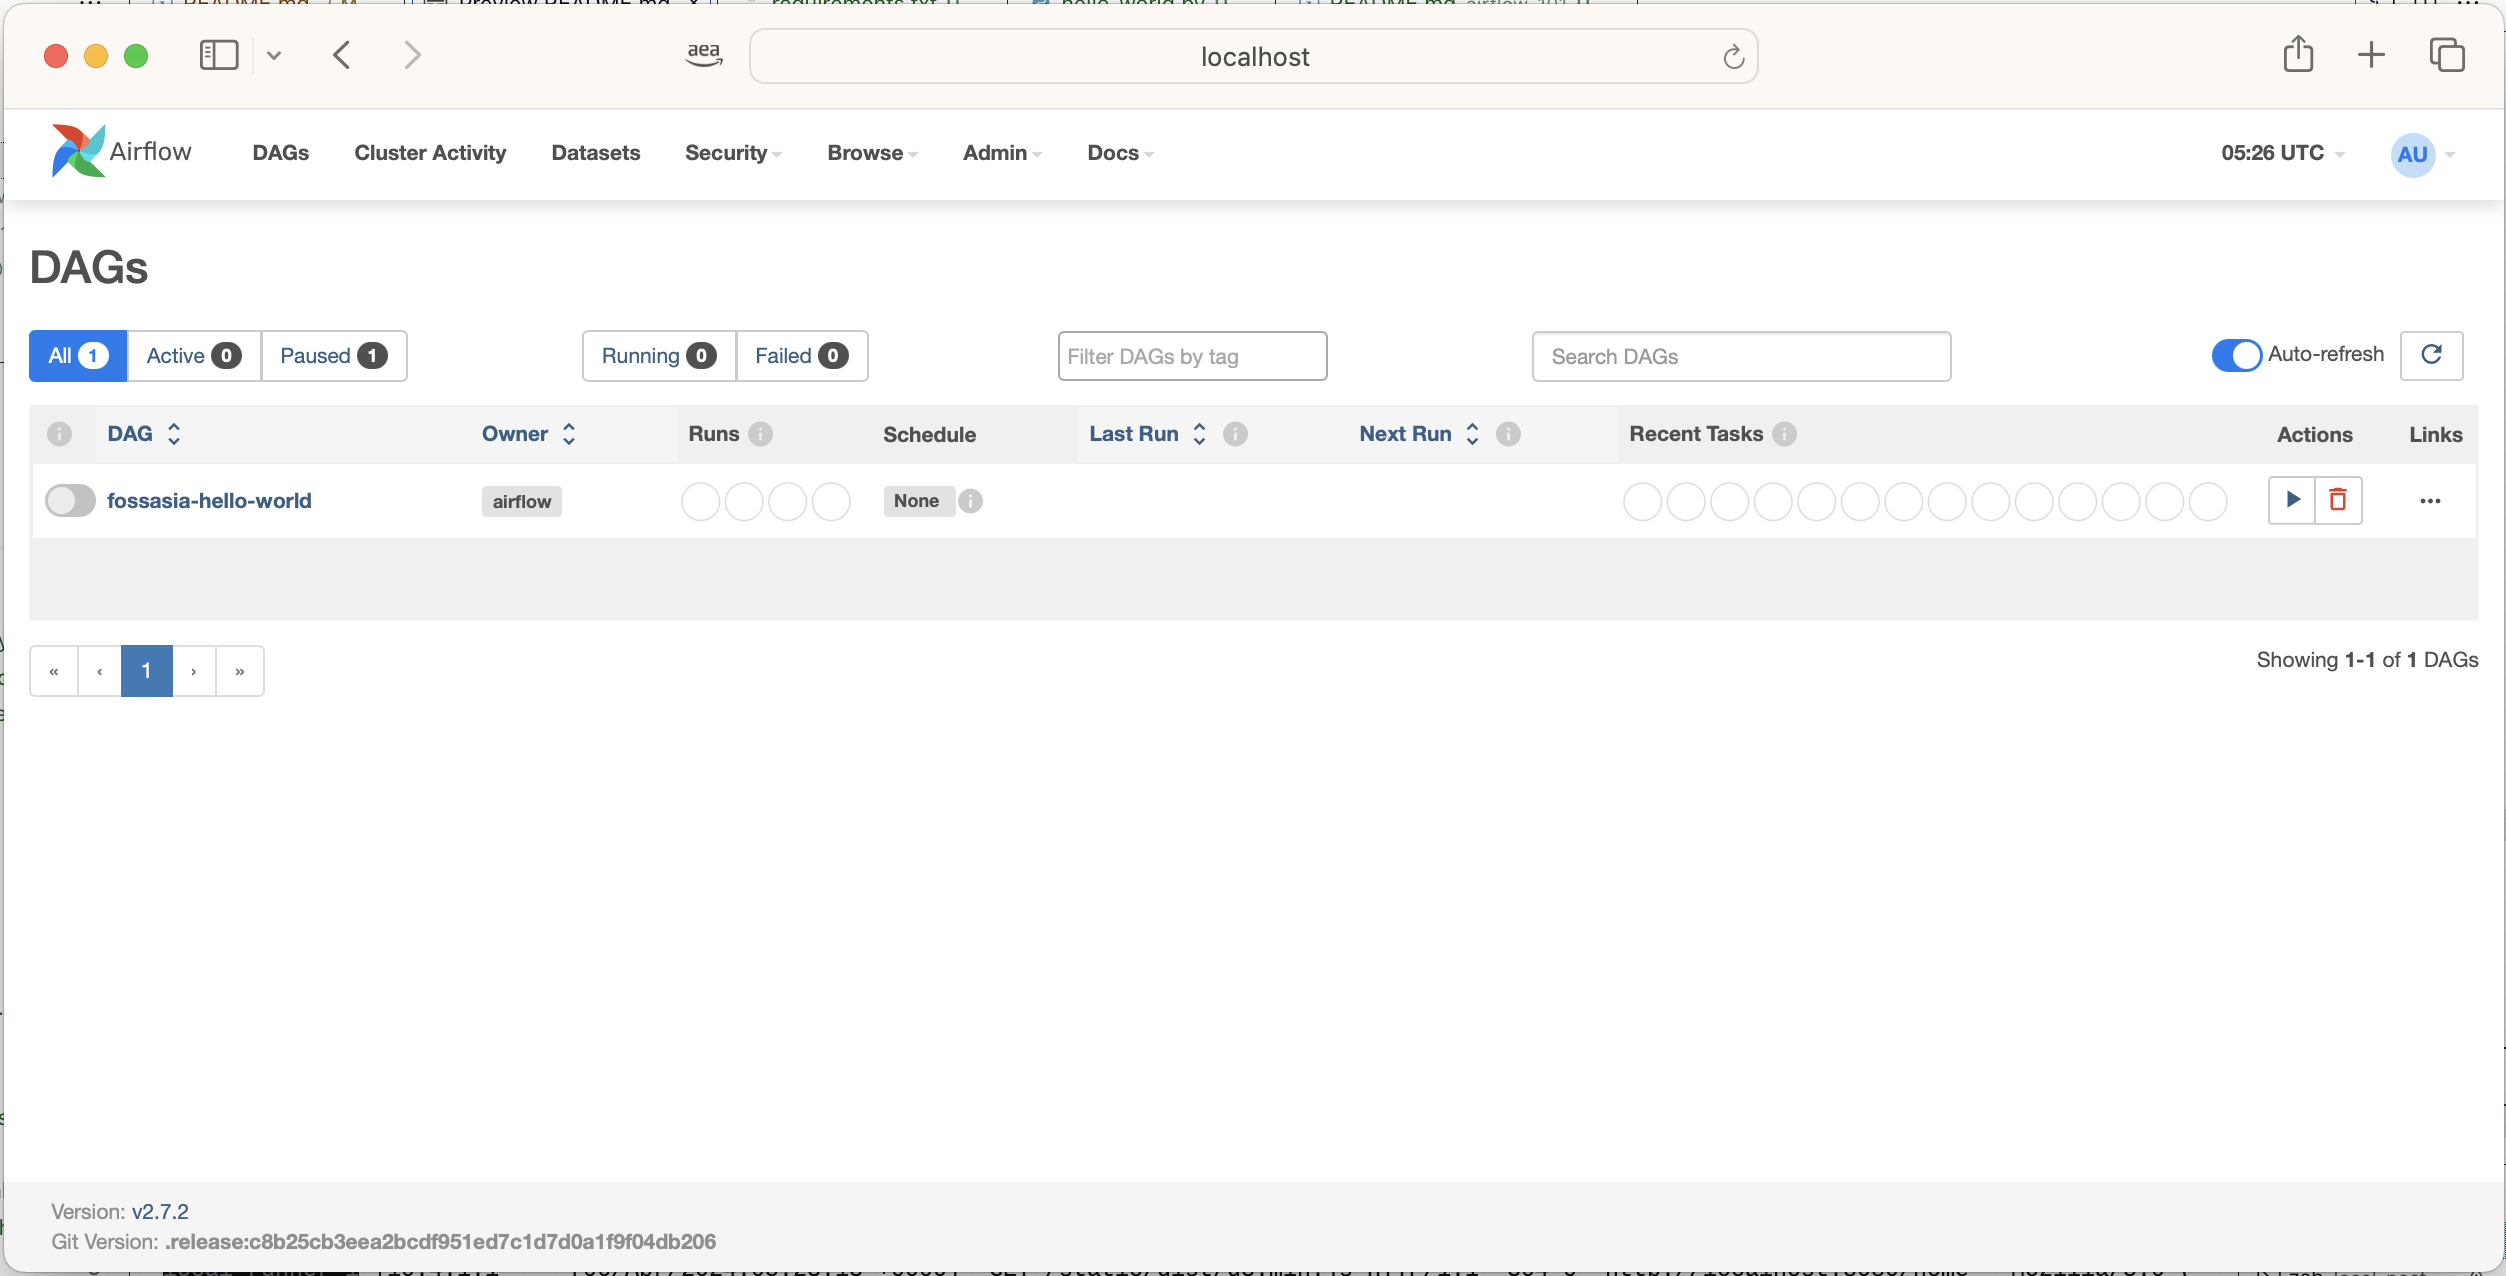 aea
localhost
Airflow DAGs Cluster Activity Datasets Security Browse Admin Docs 05:26 UTC AU
DAGs
All 1 Active 0 Paused 1 Running 0 Failed 0 Filter DAGs by tag Search DAGs Auto-refresh
DAG Owner Runs Schedule Last Run Next Run Recent Tasks Actions Links
fossasia-hello-world airflow None
« ‹ 1 › » Showing 1-1 of 1 DAGs
Version: v2.7.2
Git Version: .release:c8b25cb3eea2bcdf951ed7c1d7d0a1f9f04db206